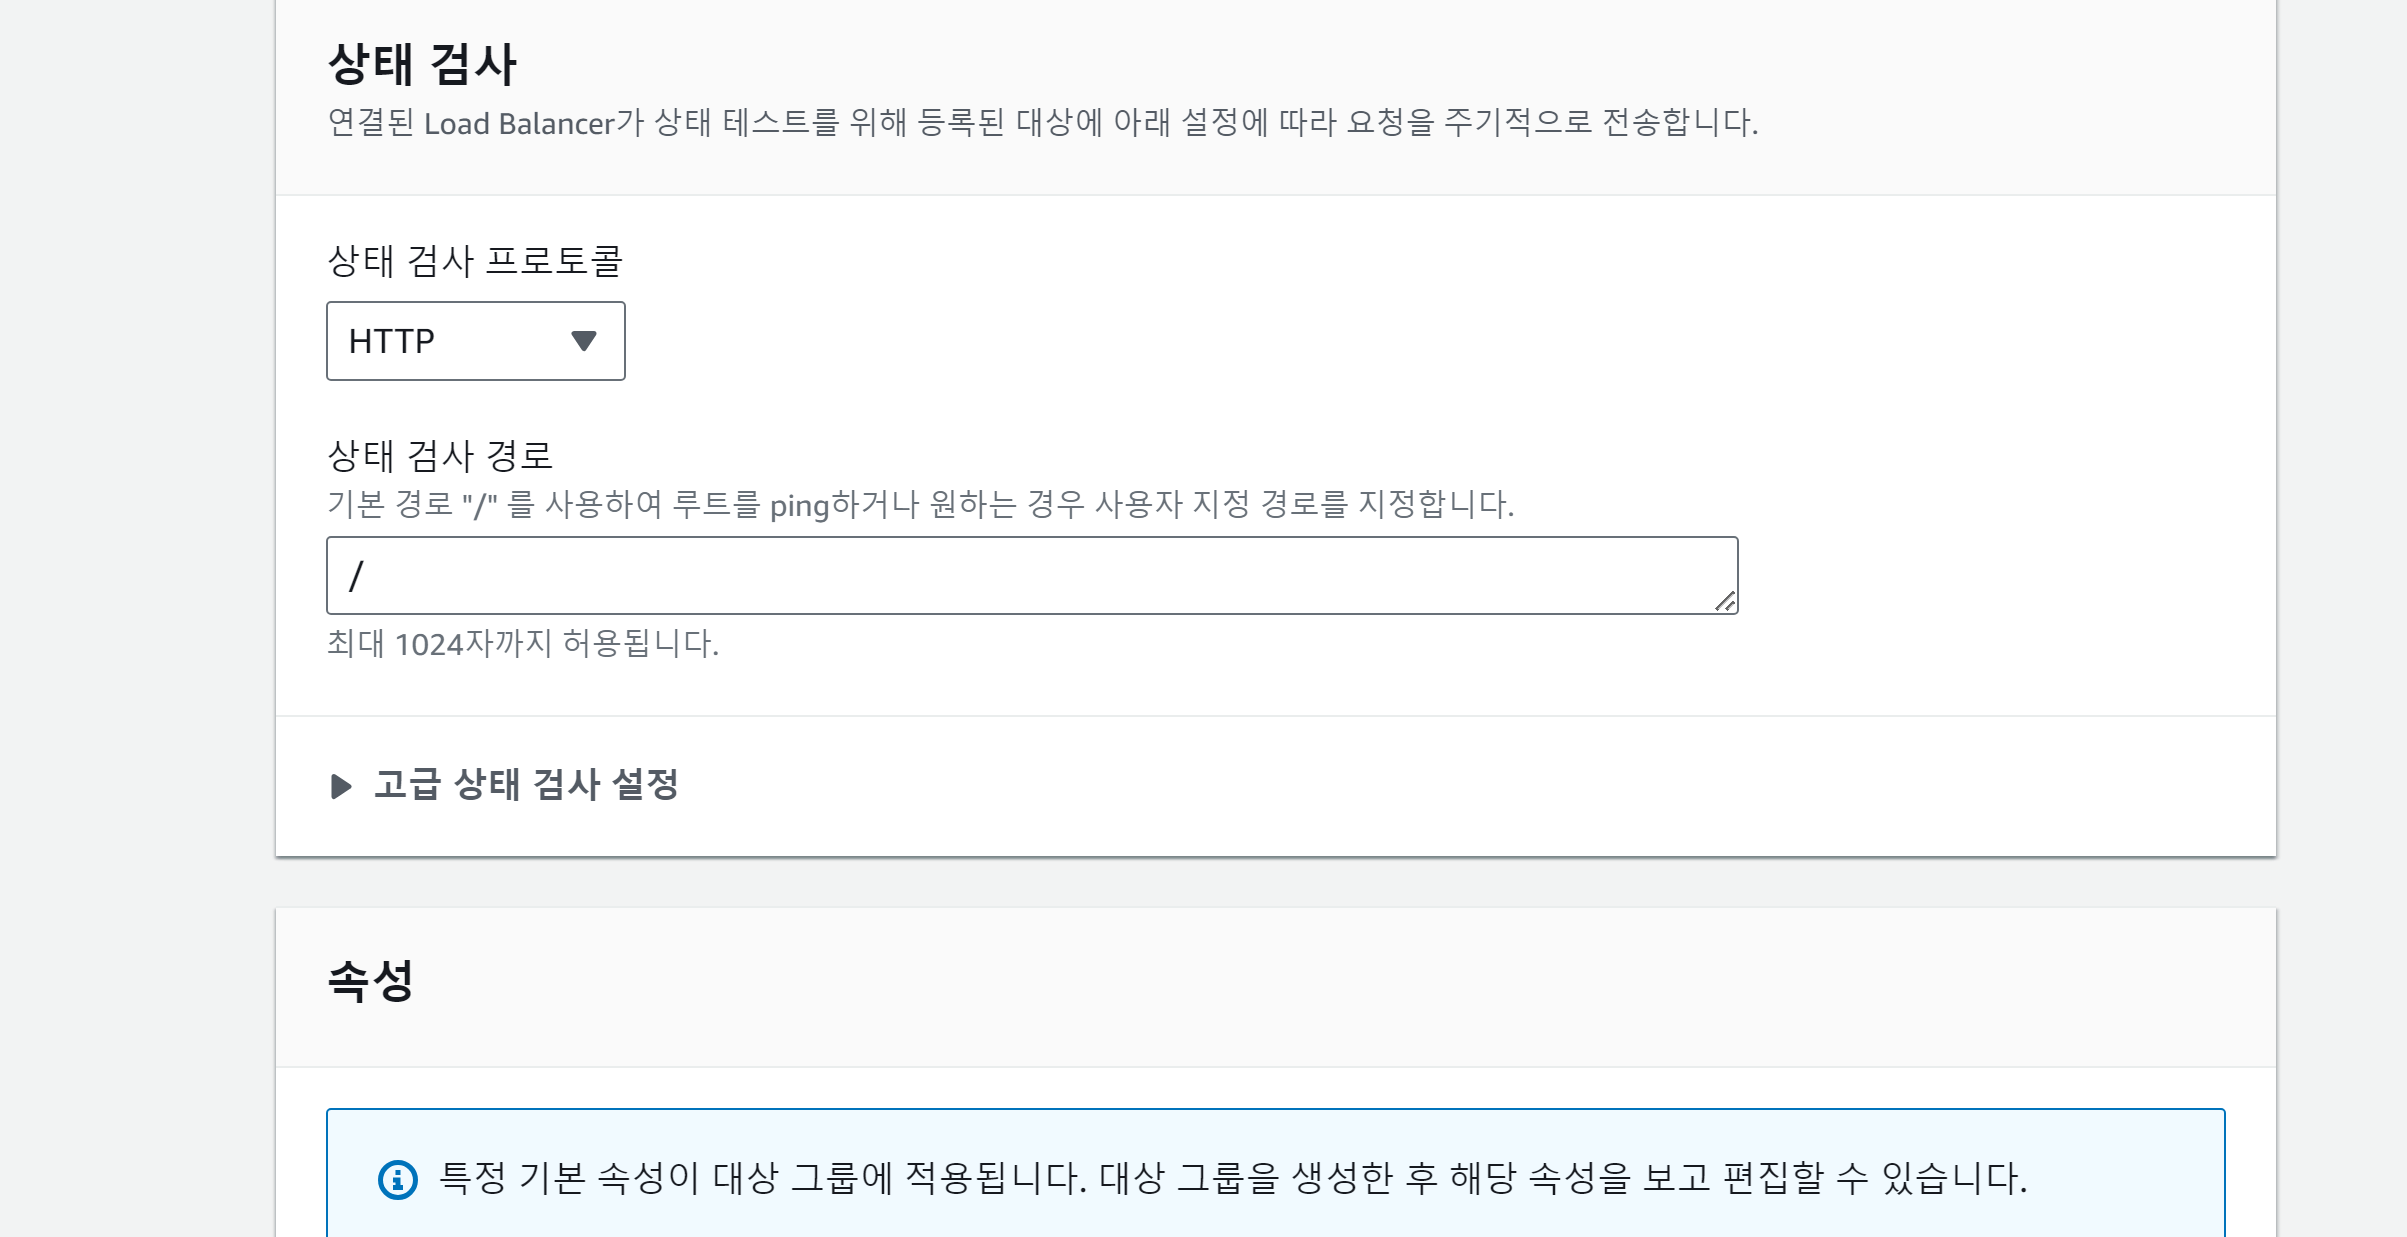 상태 검사
연결된 Load Balancer가 상태 테스트를 위해 등록된 대상에 아래 설정에 따라 요청을 주기적으로 전송합니다.
상태 검사 프로토콜
HTTP
상태 검사 경로
기본 경로 "/" 를 사용하여 루트를 ping하거나 원하는 경우 사용자 지정 경로를 지정합니다.
/
최대 1024자까지 허용됩니다.
고급 상태 검사 설정
속성
특정 기본 속성이 대상 그룹에 적용됩니다. 대상 그룹을 생성한 후 해당 속성을 보고 편집할 수 있습니다.